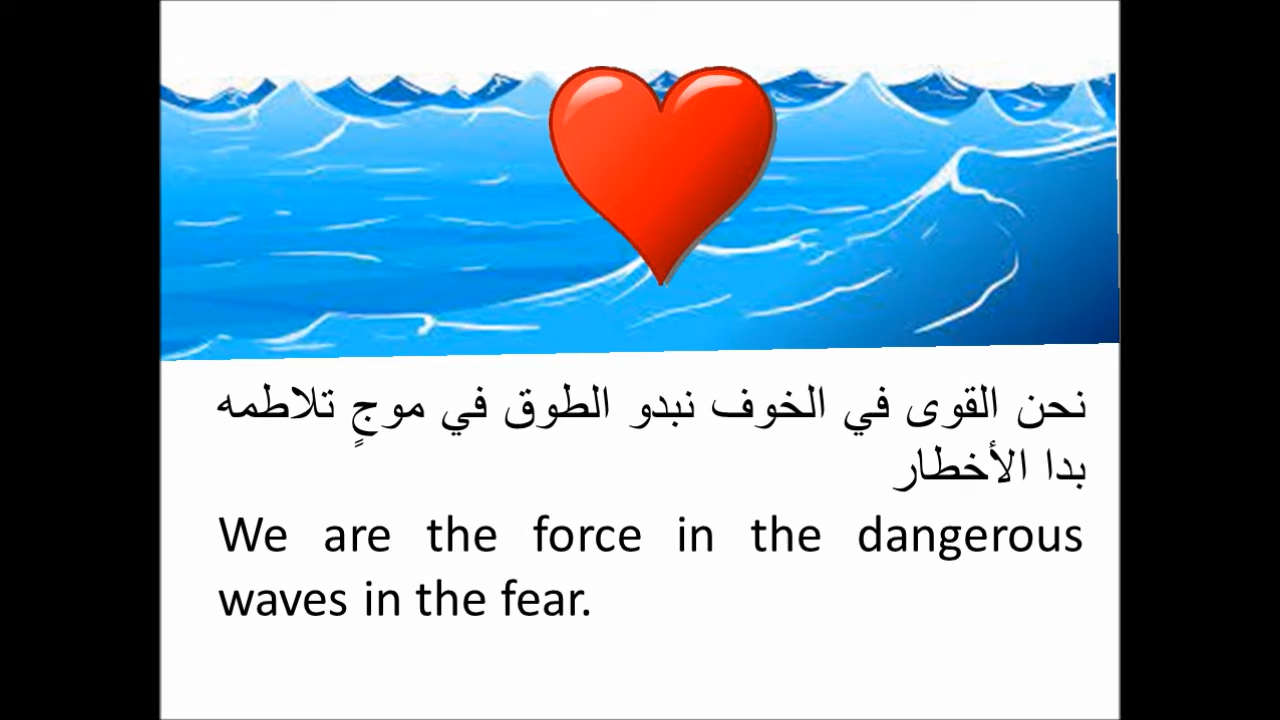 نحن القوى في الخوف نبدو الطوق في موجٍ تلاطمه
بدا الأخطار
We are the force in the dangerous
waves in the fear.